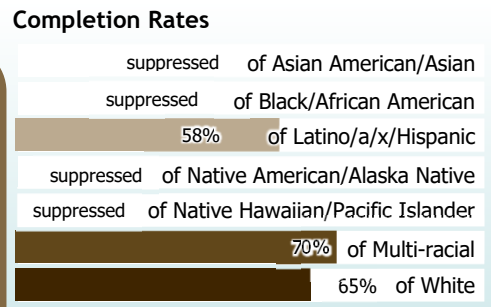 Completion Rates
suppressed of Asian American/Asian
suppressed of Black/African American
58% of Latino/a/x/Hispanic
suppressed of Native American/Alaska Native
suppressed of Native Hawaiian/Pacific Islander
70% of Multi-racial
65% of White